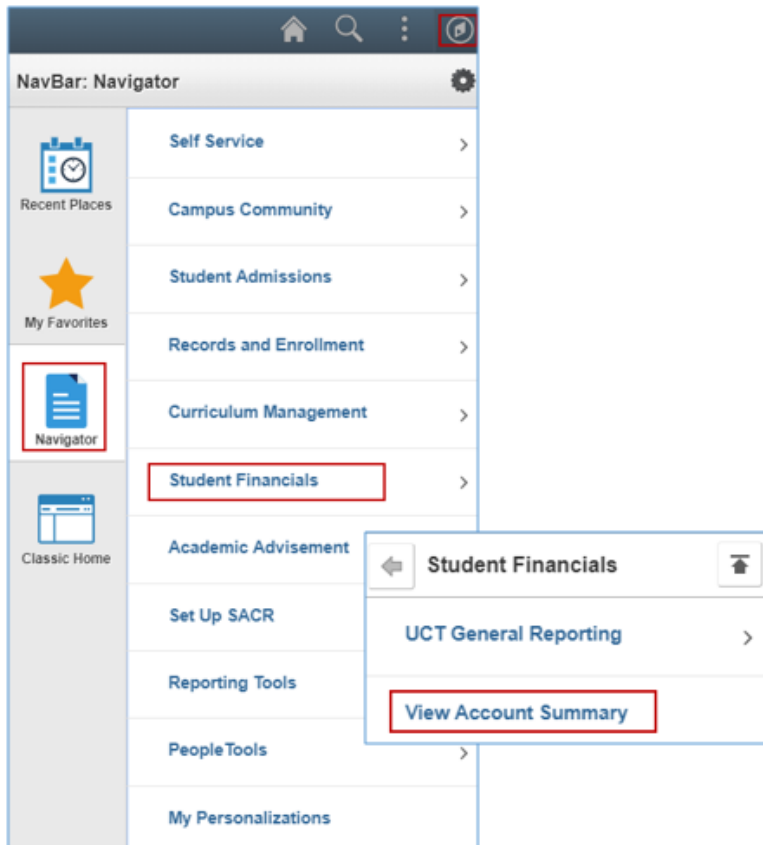 NavBar: Navigator
Recent Places
My Favorites
Navigator
Classic Home
Self Service
Campus Community
Student Admissions
Records and Enrollment
Curriculum Management
Student Financials
Academic Advisement
Set Up SACR
Reporting Tools
PeopleTools
My Personalizations
Student Financials
UCT General Reporting
View Account Summary